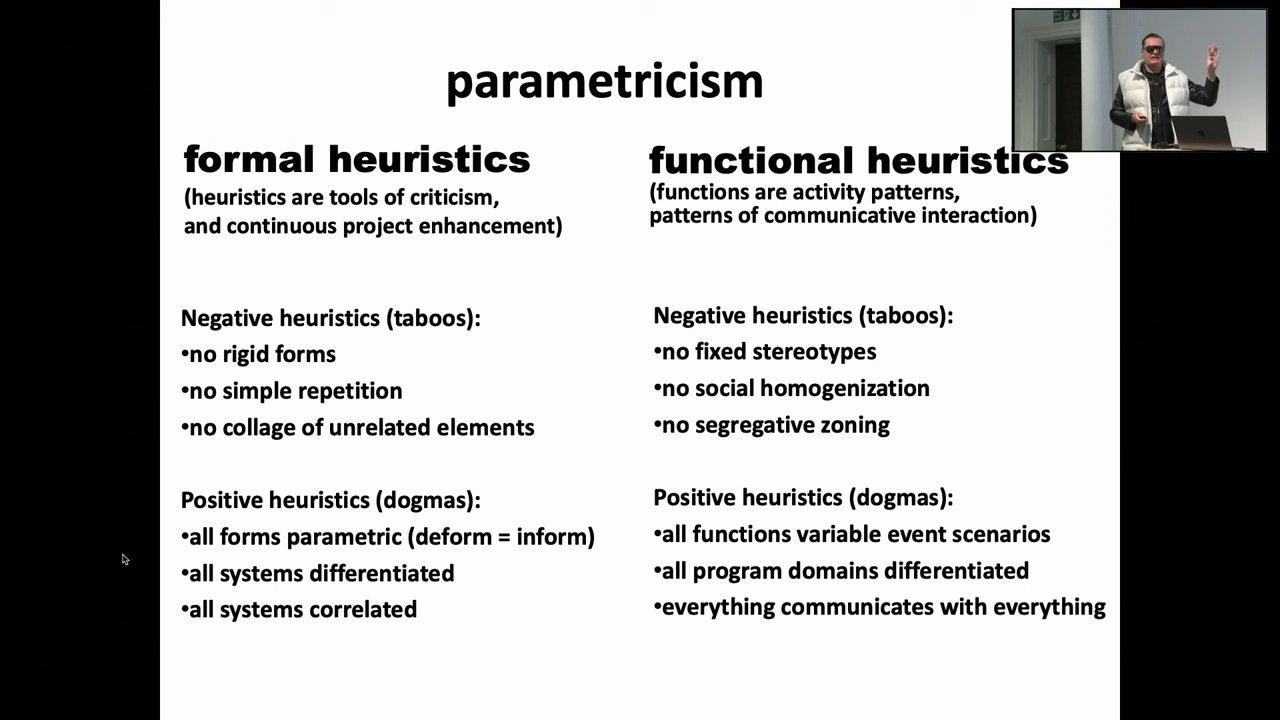 parametricism
formal heuristics
(heuristics are tools of criticism,
and continuous project enhancement)
Negative heuristics (taboos):
•no rigid forms
•no simple repetition
•no collage of unrelated elements
Positive heuristics (dogmas):
•all forms parametric (deform = inform)
•all systems differentiated
•all systems correlated
functional heuristics
(functions are activity patterns,
patterns of communicative interaction)
Negative heuristics (taboos):
•no fixed stereotypes
•no social homogenization
•no segregative zoning
Positive heuristics (dogmas):
•all functions variable event scenarios
•all program domains differentiated
•everything communicates with everything